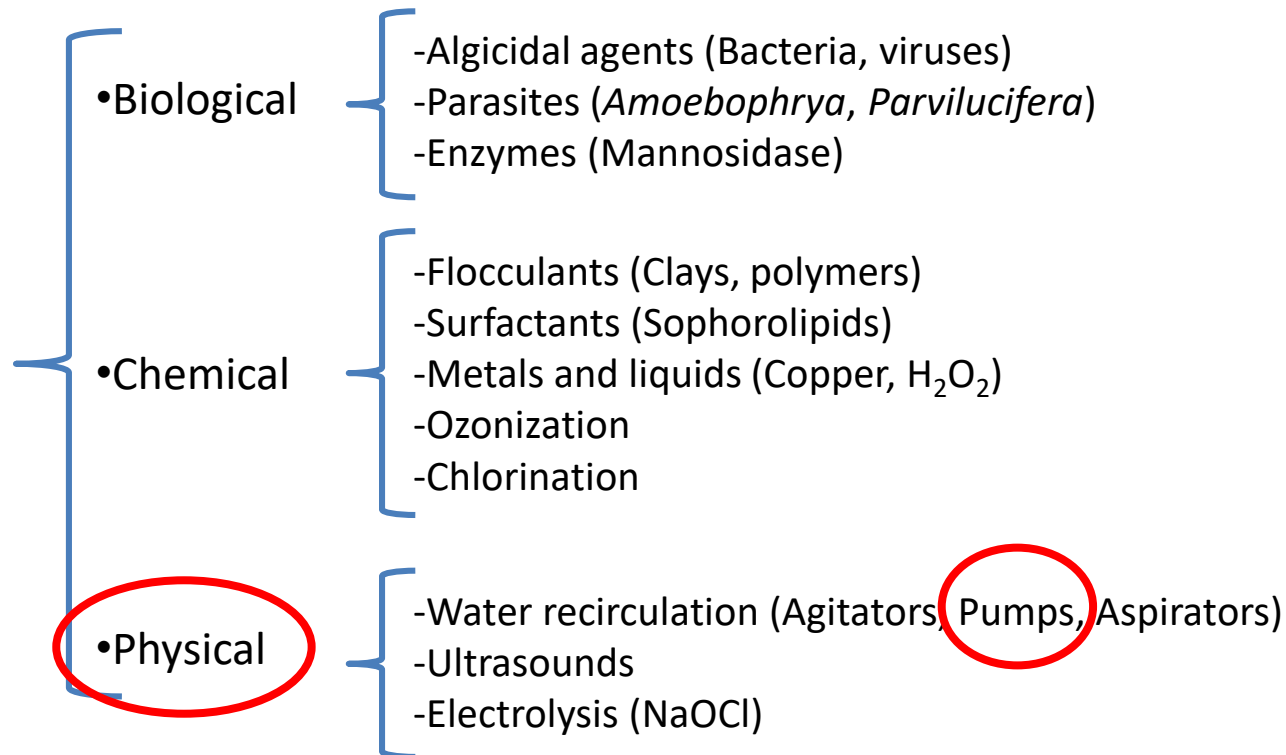 •Biological
-Algicidal agents (Bacteria, viruses)
-Parasites (Amoebophrya, Parvilucifera)
-Enzymes (Mannosidase)
•Chemical
-Flocculants (Clays, polymers)
-Surfactants (Sophorolipids)
-Metals and liquids (Copper, H₂O₂)
-Ozonization
-Chlorination
•Physical
-Water recirculation (Agitators, Pumps, Aspirators)
-Ultrasounds
-Electrolysis (NaOCl)